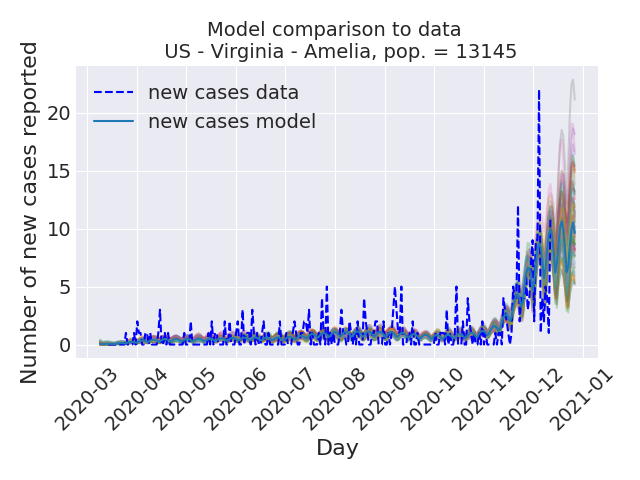 Model comparison to data
US - Virginia - Amelia, pop. = 13145
Number of new cases reported
new cases data
new cases model
20
15
10
5
0
2020-03
2020-04
2020-05
2020-06
2020-07
2020-08
2020-09
2020-10
2020-11
2020-12
2021-01
Day